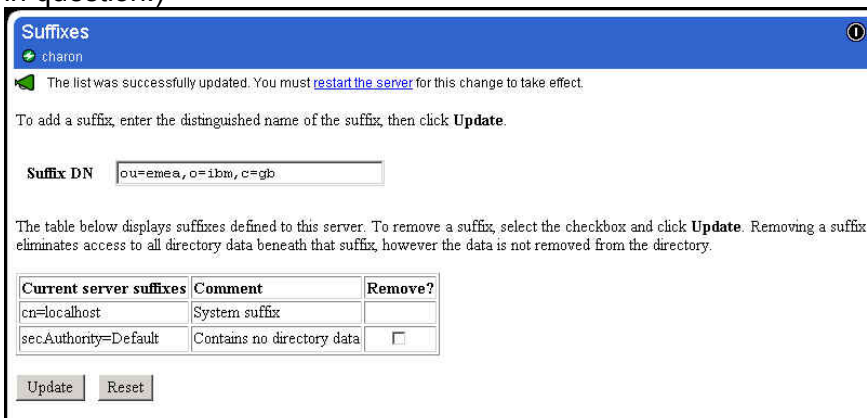 in question.)
Suffixes
charon
The list was successfully updated. You must restart the server for this change to take effect.
To add a suffix, enter the distinguished name of the suffix, then click Update.
Suffix DN ou=emea,o=ibm,c=gb
The table below displays suffixes defined to this server. To remove a suffix, select the checkbox and click Update. Removing a suffix
eliminates access to all directory data beneath that suffix, however the data is not removed from the directory.
Current server suffixes Comment Remove?
cn=localhost System suffix
secAuthority=Default Contains no directory data
Update Reset